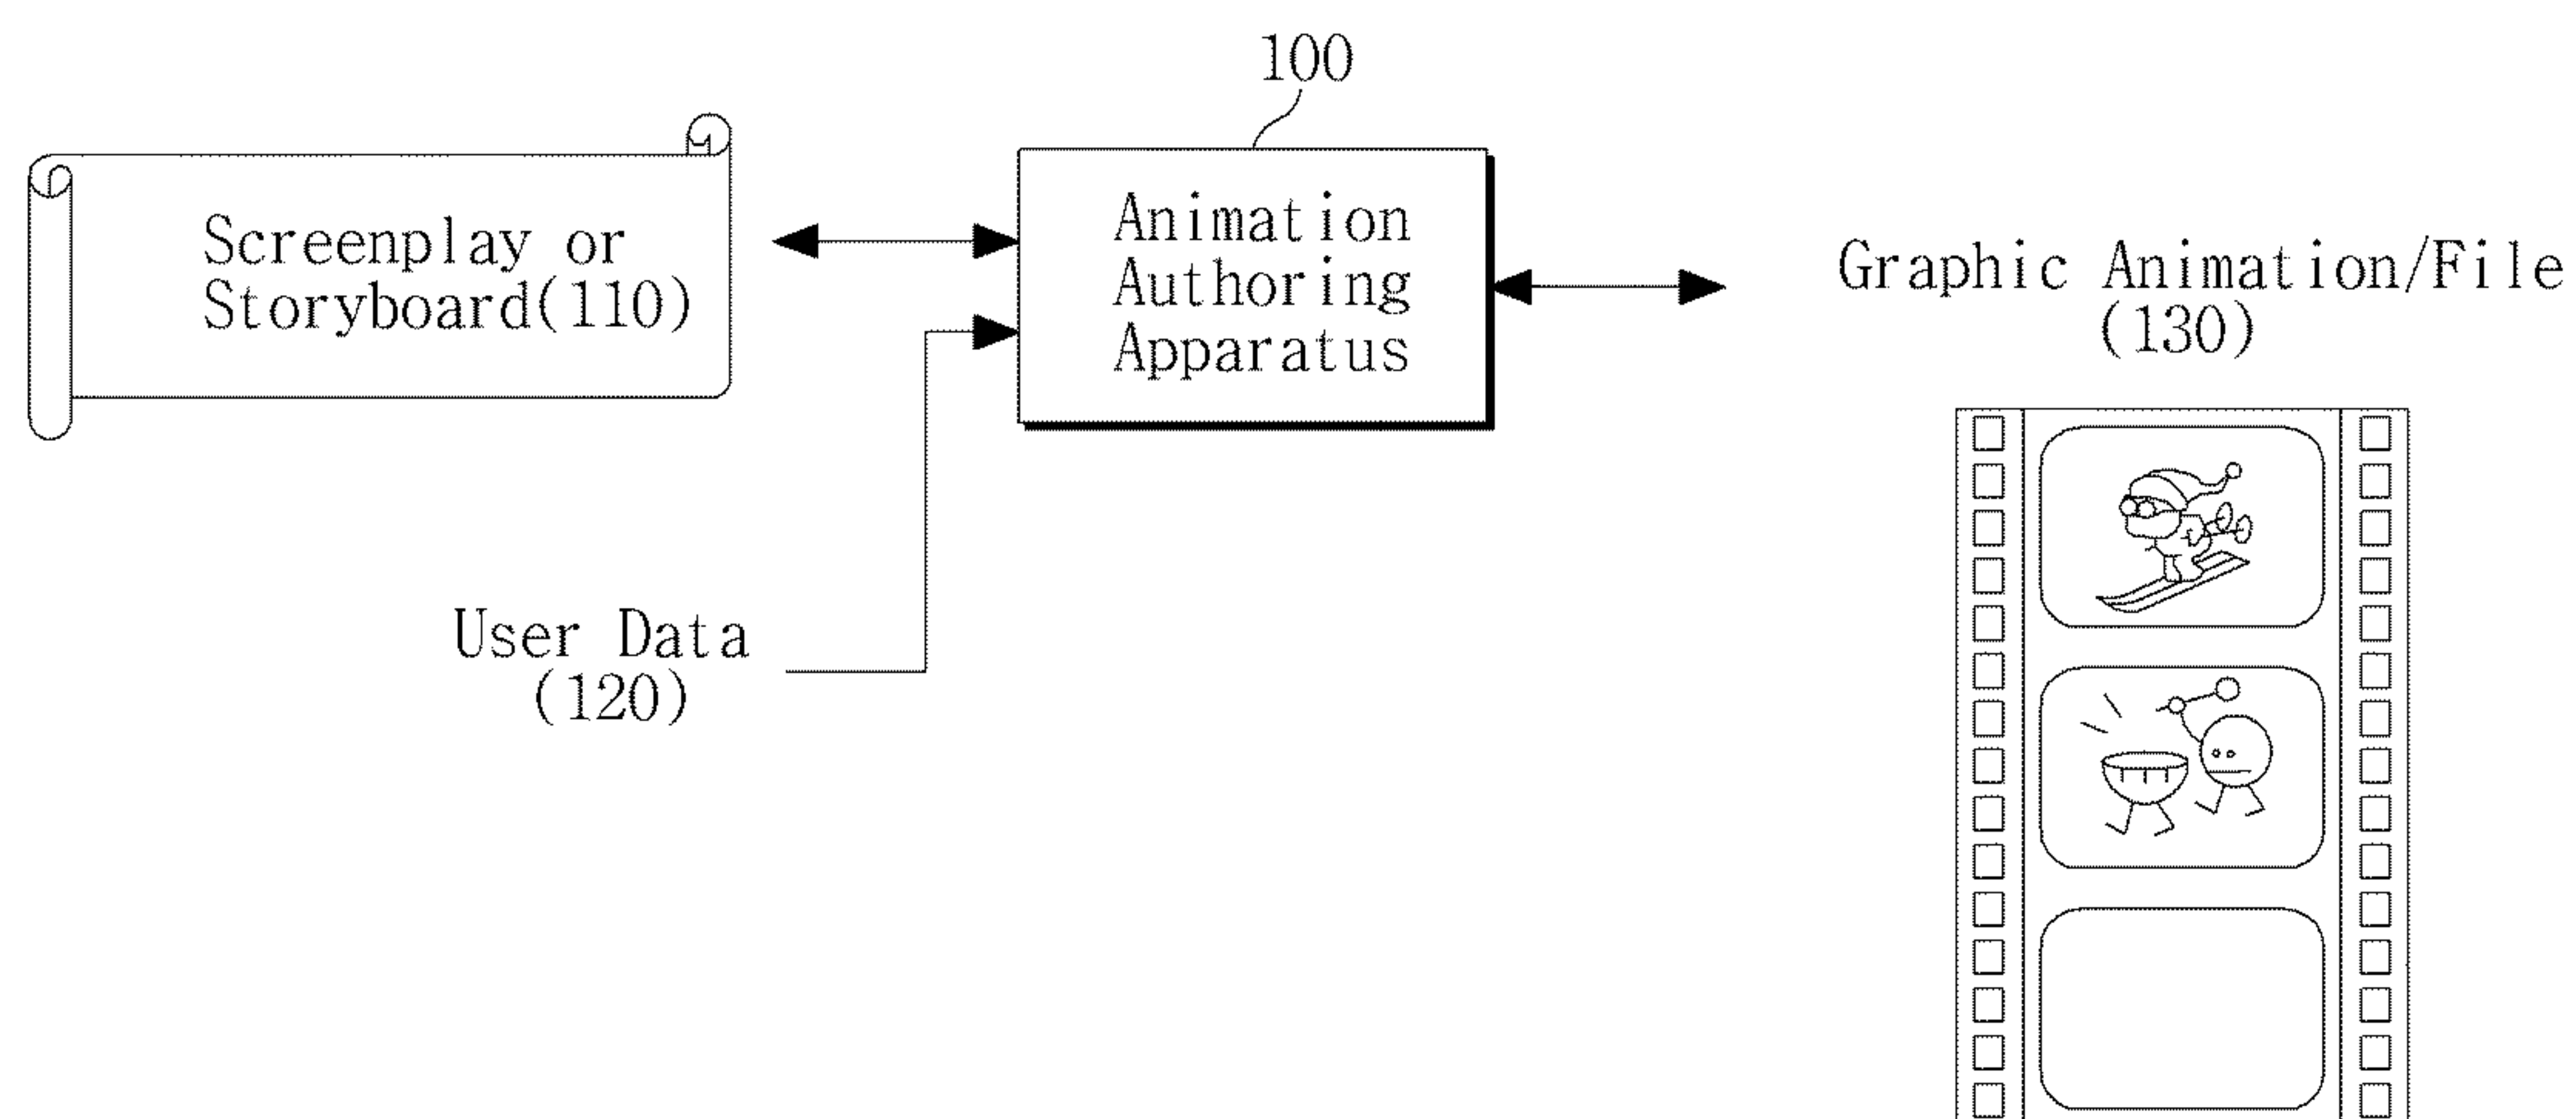 100
Screenplay or
Storyboard(110)
Animation
Authoring
Apparatus
Graphic Animation/File
(130)
User Data
(120)